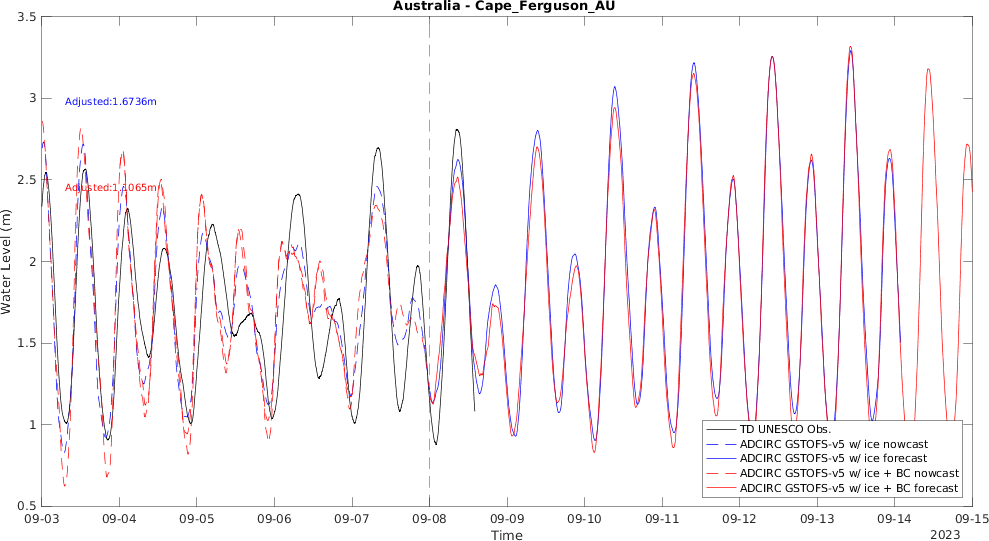 Australia - Cape_Ferguson_AU
3.5
3
2.5
2
1.5
1
0.5
Water Level (m)
Adjusted:1.6736m
Adjusted:1.1065m
TD UNESCO Obs.
ADCIRC GSTOFS-v5 w/ ice nowcast
ADCIRC GSTOFS-v5 w/ ice forecast
ADCIRC GSTOFS-v5 w/ ice + BC nowcast
ADCIRC GSTOFS-v5 w/ ice + BC forecast
09-03 09-04 09-05 09-06 09-07 09-08 09-09 09-10 09-11 09-12 09-13 09-14 09-15
Time
2023